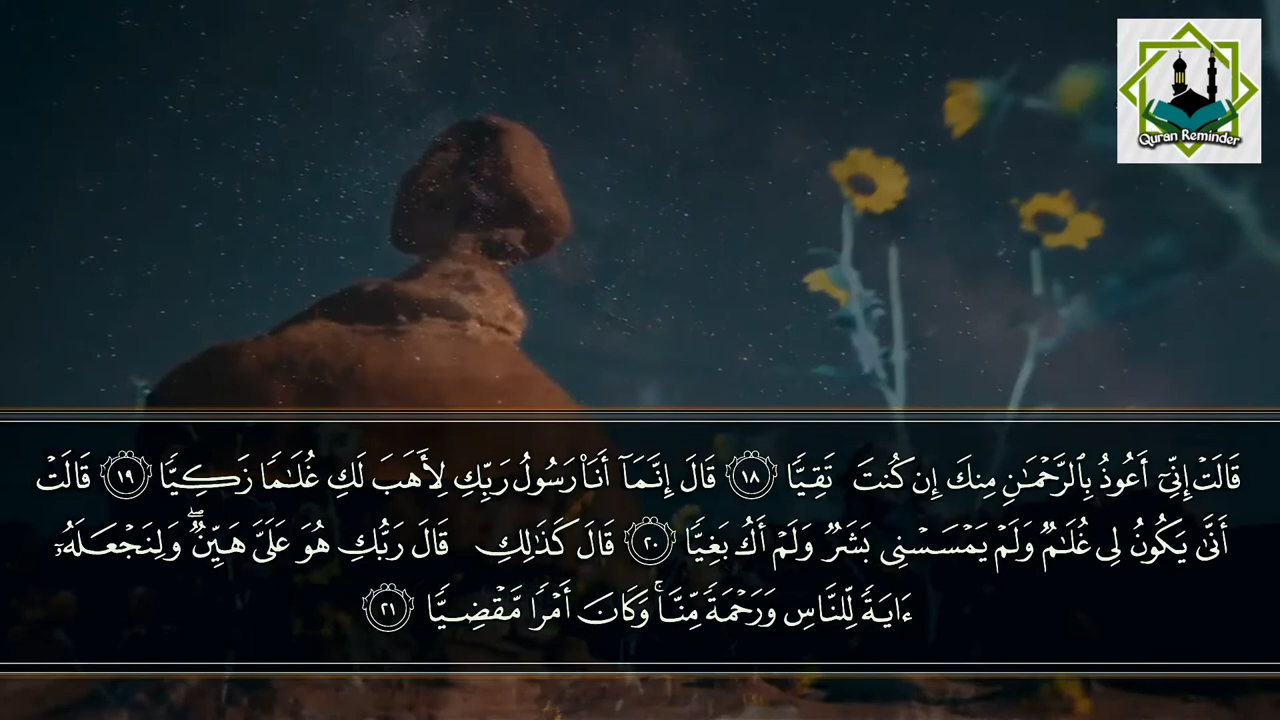 Quran Reminder
قَالَتْ إِنِّىٓ أَعُوذُ بِٱلرَّحْمَـٰنِ مِنكَ إِن كُنتَ تَقِيًّا ١٨ قَالَ إِنَّمَآ أَنَا۠ رَسُولُ رَبِّكِ لِأَهَبَ لَكِ غُلَـٰمًا زَكِيًّا ١٩ قَالَتْ
أَنَّىٰ يَكُونُ لِى غُلَـٰمٌ وَلَمْ يَمْسَسْنِى بَشَرٌ وَلَمْ أَكُ بَغِيًّا ٢٠ قَالَ كَذَٰلِكِ قَالَ رَبُّكِ هُوَ عَلَىَّ هَيِّنٌ ۖ وَلِنَجْعَلَهُۥٓ
ءَايَةً لِّلنَّاسِ وَرَحْمَةً مِّنَّا ۚ وَكَانَ أَمْرًا مَّقْضِيًّا ٢١